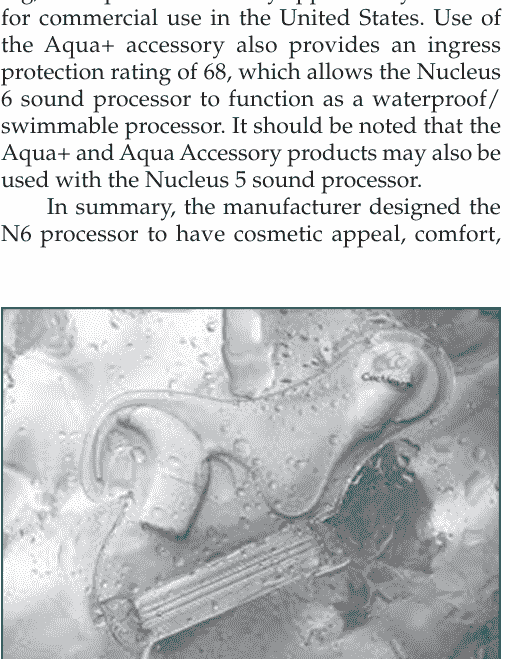 for commercial use in the United States. Use of
the Aqua+ accessory also provides an ingress
protection rating of 68, which allows the Nucleus
6 sound processor to function as a waterproof/
swimmable processor. It should be noted that the
Aqua+ and Aqua Accessory products may also be
used with the Nucleus 5 sound processor.
In summary, the manufacturer designed the
N6 processor to have cosmetic appeal, comfort,